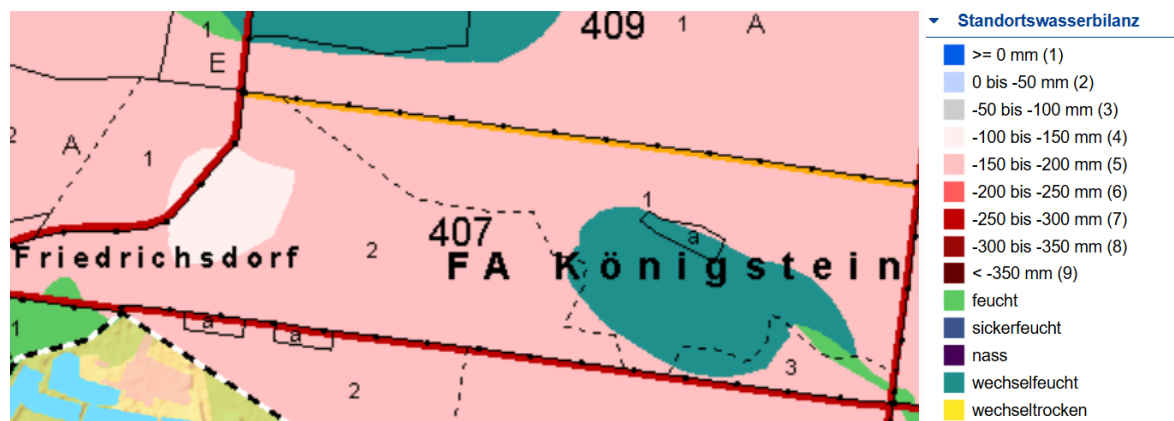 409 1 A
1
E
2 A 1
1
407 a
2
Friedrichsdorf FA Königstein
1 a a
3
2
Standortswasserbilanz
>= 0 mm (1)
0 bis -50 mm (2)
-50 bis -100 mm (3)
-100 bis -150 mm (4)
-150 bis -200 mm (5)
-200 bis -250 mm (6)
-250 bis -300 mm (7)
-300 bis -350 mm (8)
< -350 mm (9)
feucht
sickerfeucht
nass
wechselfeucht
wechseltrocken